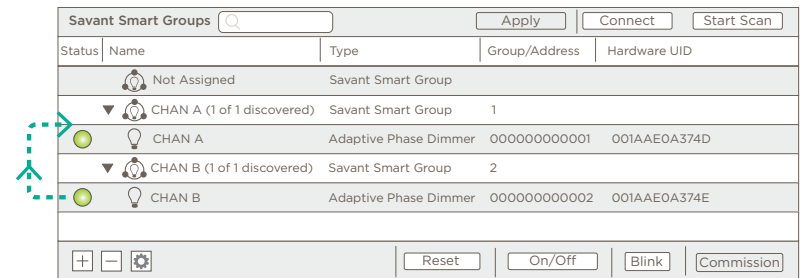 Savant Smart Groups Apply Connect Start Scan
Status Name Type Group/Address Hardware UID
Not Assigned Savant Smart Group
CHAN A (1 of 1 discovered) Savant Smart Group 1
CHAN A Adaptive Phase Dimmer 000000000001 001AAE0A374D
CHAN B (1 of 1 discovered) Savant Smart Group 2
CHAN B Adaptive Phase Dimmer 000000000002 001AAE0A374E
Reset On/Off Blink Commission